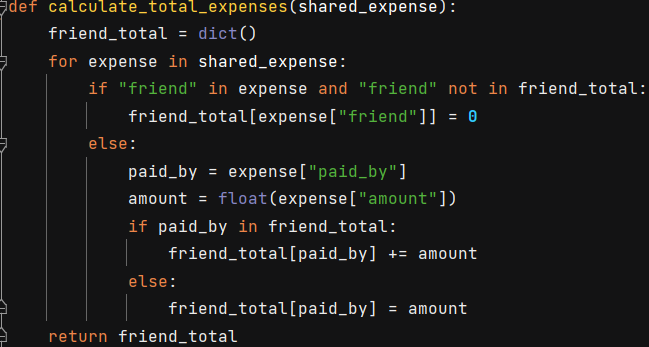 def calculate_total_expenses(shared_expense):
    friend_total = dict()
    for expense in shared_expense:
        if "friend" in expense and "friend" not in friend_total:
            friend_total[expense["friend"]] = 0
        else:
            paid_by = expense["paid_by"]
            amount = float(expense["amount"])
            if paid_by in friend_total:
                friend_total[paid_by] += amount
            else:
                friend_total[paid_by] = amount
    return friend_total